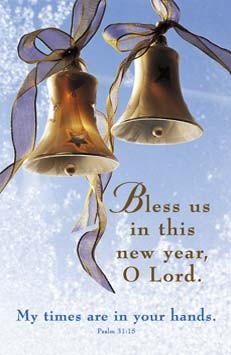 Bless us
in this
new year,
O Lord.
My times are in your hands.
Psalm 31:15